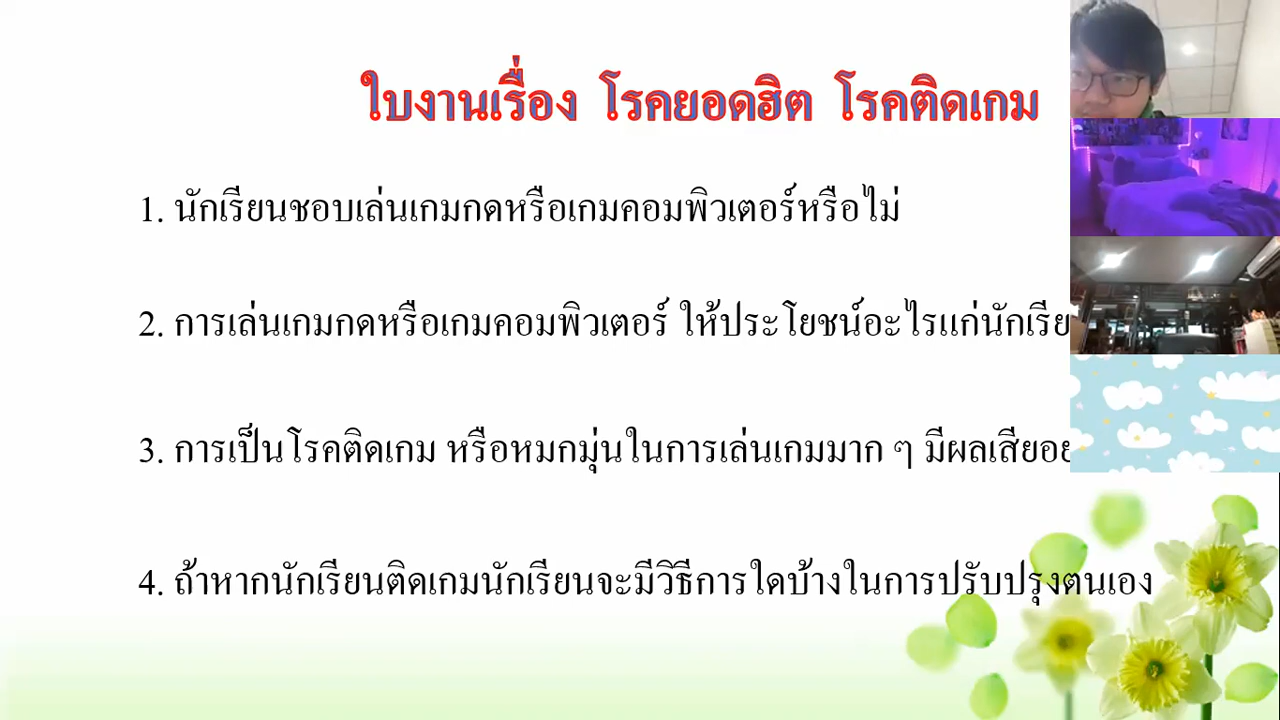 ใบงานเรื่อง โรคยอดฮิต โรคติดเกม
1. นักเรียนชอบเล่นเกมกดหรือเกมคอมพิวเตอร์หรือไม่
2. การเล่นเกมกดหรือเกมคอมพิวเตอร์ ให้ประโยชน์อะไรแก่
3. การเป็นโรคติดเกม หรือหมกมุ่นในการเล่นเกมมาก ๆ มีผลเสีย
4. ถ้าหากนักเรียนติดเกมนักเรียนจะมีวิธีการใดบ้างในการปรับปรุงตนเอง